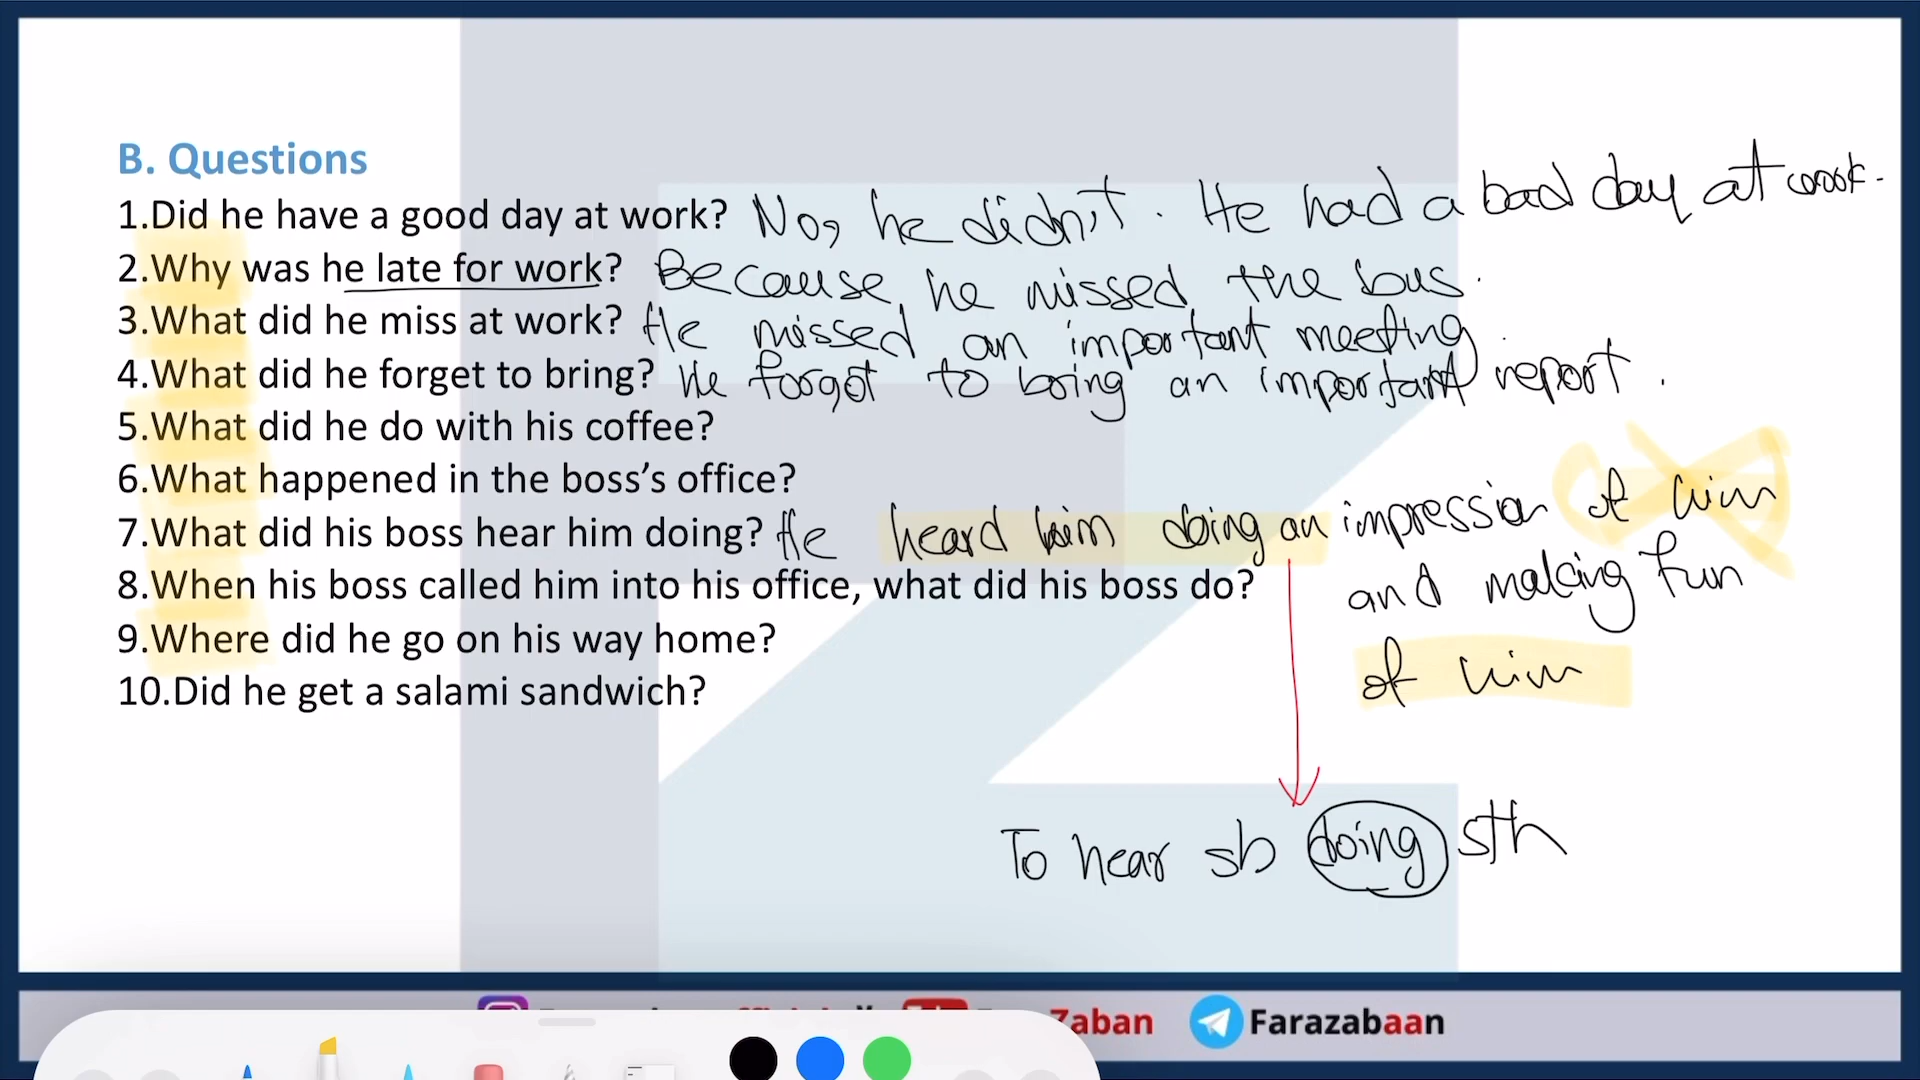 B. Questions
1.Did he have a good day at work? No, he didn't. He had a bad day at work.
2.Why was he late for work? Because he missed the bus.
3.What did he miss at work? He missed an important meeting.
4.What did he forget to bring? He forgot to bring an important report.
5.What did he do with his coffee?
6.What happened in the boss’s office?
7.What did his boss hear him doing? He heard him doing an impression of him
and making fun
8.When his boss called him into his office, what did his boss do?
9.Where did he go on his way home?
of him
10.Did he get a salami sandwich?
To hear sb doing sth
Zaban Farazabaan